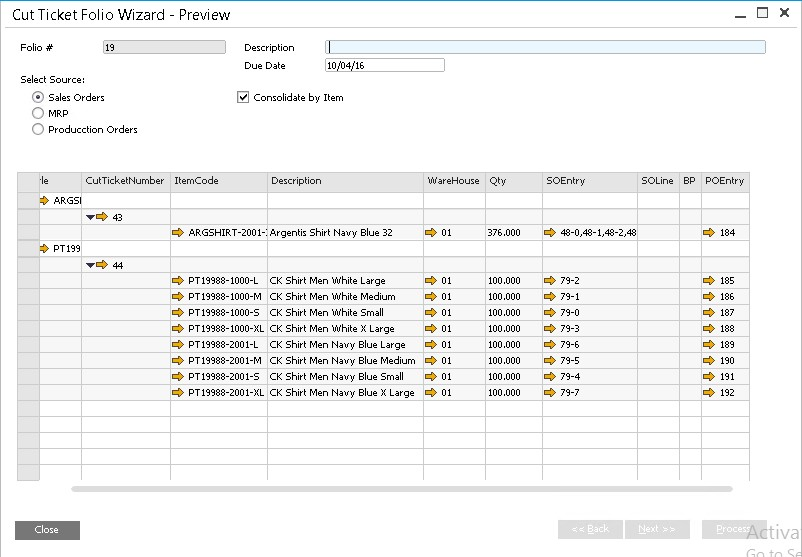 Cut Ticket Folio Wizard - Preview
Folio # 19 Description
Due Date 10/04/16
Select Source:
Sales Orders Consolidate by Item
MRP
Producction Orders
rle CutTicketNumber ItemCode Description WareHouse Qty SOEntry SOLine BP POEntry
ARGSI
43
ARGSHIRT-2001- Argentis Shirt Navy Blue 32 01 376.000 48-0,48-1,48-2,48 184
PT199
44
PT19988-1000-L CK Shirt Men White Large 01 100.000 79-2 185
PT19988-1000-M CK Shirt Men White Medium 01 100.000 79-1 186
PT19988-1000-S CK Shirt Men White Small 01 100.000 79-0 187
PT19988-1000-XL CK Shirt Men White X Large 01 100.000 79-3 188
PT19988-2001-L CK Shirt Men Navy Blue Large 01 100.000 79-6 189
PT19988-2001-M CK Shirt Men Navy Blue Medium 01 100.000 79-5 190
PT19988-2001-S CK Shirt Men Navy Blue Small 01 100.000 79-4 191
PT19988-2001-XL CK Shirt Men Navy Blue X Large 01 100.000 79-7 192
Close << Back Next >> Process
Activa
Go to Se